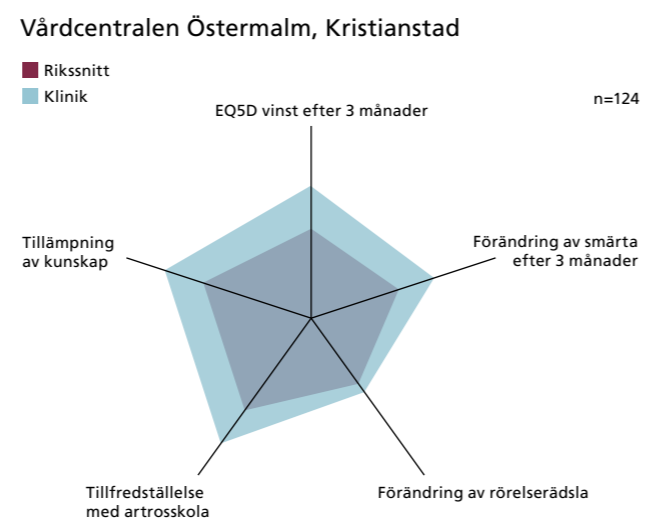 Vårdcentralen Östermalm, Kristianstad
Rikssnitt
Klinik
n=124
EQ5D vinst efter 3 månader
Tillämpning
av kunskap
Förändring av smärta
efter 3 månader
Tillfredställelse
med artrosskola
Förändring av rörelserädsla